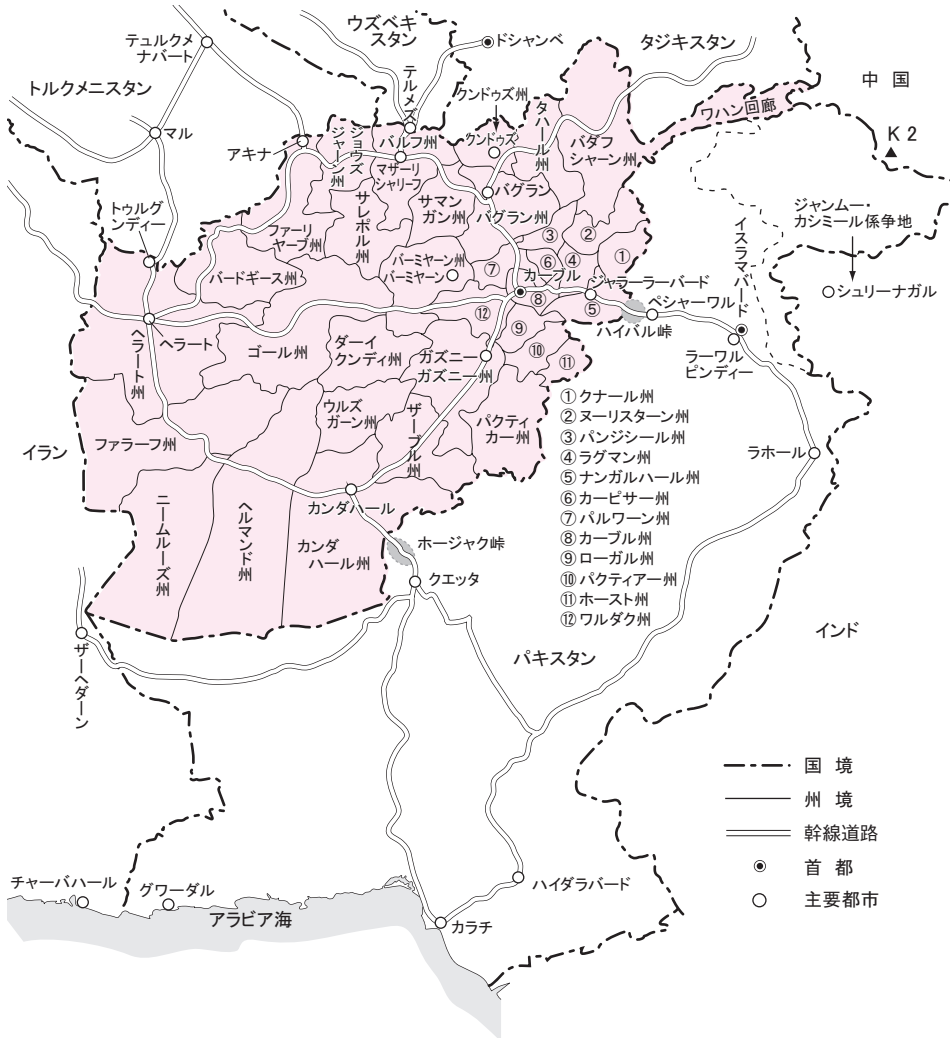 ウズベキ
スタン
テュルクメ
ナバート
ドシャンベ
タジキスタン
トルクメニスタン
テルメズ
クンドゥズ州
中 国
ワハン回廊
マル
アキナ
ジョウズ
ジャーン州
バルフ州
クンドゥズ
タハール州
バダフ
シャーン州
K2
マザーリ
シャリーフ
バグラン
トゥルグ
ンディー
サレポル州
サマン
ガン州
バグラン州
ジャンムー・
カシミール係争地
ファーリ
ヤーブ州
③
②
①
⑥
④
⑦
イスラマバード
バードギース州
バーミヤーン州
バーミヤーン
カーブル
ジャラーラーバード
シュリーナガル
⑫
⑧
⑤
ペシャーワル
ハイバル峠
ヘラート
⑨
ラーワル
ピンディー
ヘラート州
ゴール州
ダーイ
クンディ州
ガズニー
ガズニー州
⑩
⑪
ウルズ
ガーン州
ザーブル州
パクティ
カー州
ファラーフ州
イラン
ラホール
①クナール州
②ヌーリスターン州
③パンジシール州
④ラグマン州
⑤ナンガルハール州
⑥カーピサー州
⑦パルワーン州
⑧カーブル州
⑨ローガル州
⑩パクティアー州
⑪ホースト州
⑫ワルダク州
カンダハール
ニームルーズ州
ヘルマンド州
カンダ
ハール州
ホージャク峠
クエッタ
インド
パキスタン
ザーヘダーン
国 境
州 境
幹線道路
首 都
主要都市
チャーバハール
グワーダル
アラビア海
ハイダラバード
カラチ